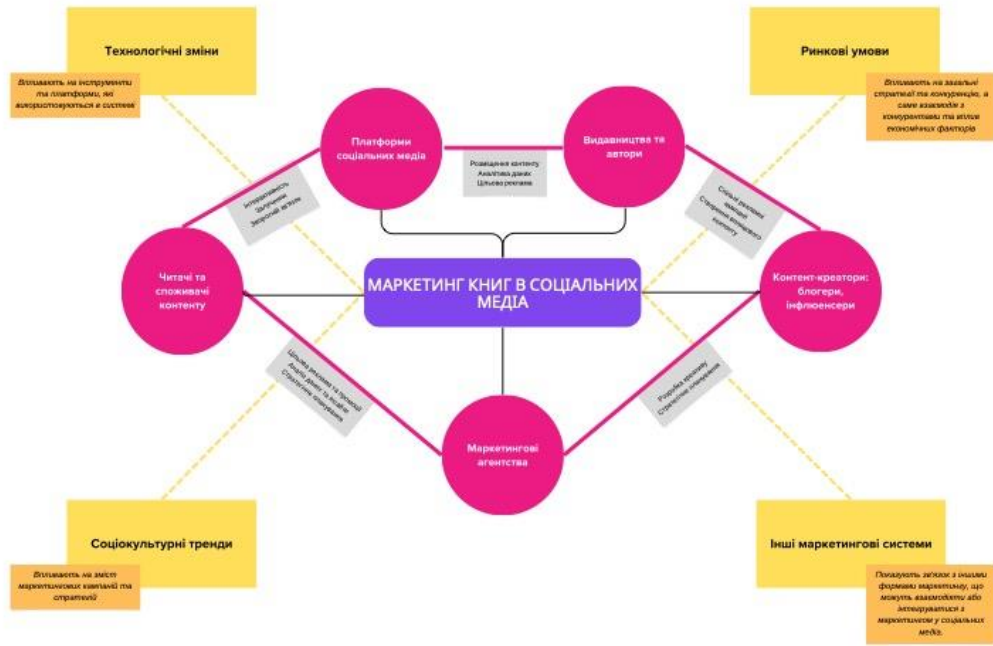 Технологічні зміни
Впливають на інструменти
та платформи, які
використовуються в системі
Ринкові умови
Впливають на загальні
стратегії та конкуренцію, а
саме взаємодія з
конкурентами та вплив
економічних факторів
Платформи
соціальних медіа
Розміщення контенту
Аналітика даних
Цільова реклама
Видавництва та
автори
Інтерактивність
Залучення
Зворотній зв'язок
Спільні рекламні
кампанії
Створення
контенту
Читачі та
споживачі
контенту
МАРКЕТИНГ КНИГ В СОЦІАЛЬНИХ
МЕДІА
Контент-креатори:
блогери,
інфлюенсери
Цільова реклама та промоції
Аналіз даних та інсайтів
Стратегічне планування
Розробка креативу
Стратегічне планування
Маркетингові
агентства
Соціокультурні тренди
Впливають на зміст
маркетингових кампаній та
стратегій
Інші маркетингові системи
Показують зв'язок з іншими
формами маркетингу, що
можуть взаємодіяти або
інтегруватися з
маркетингом у соціальних
медіа.